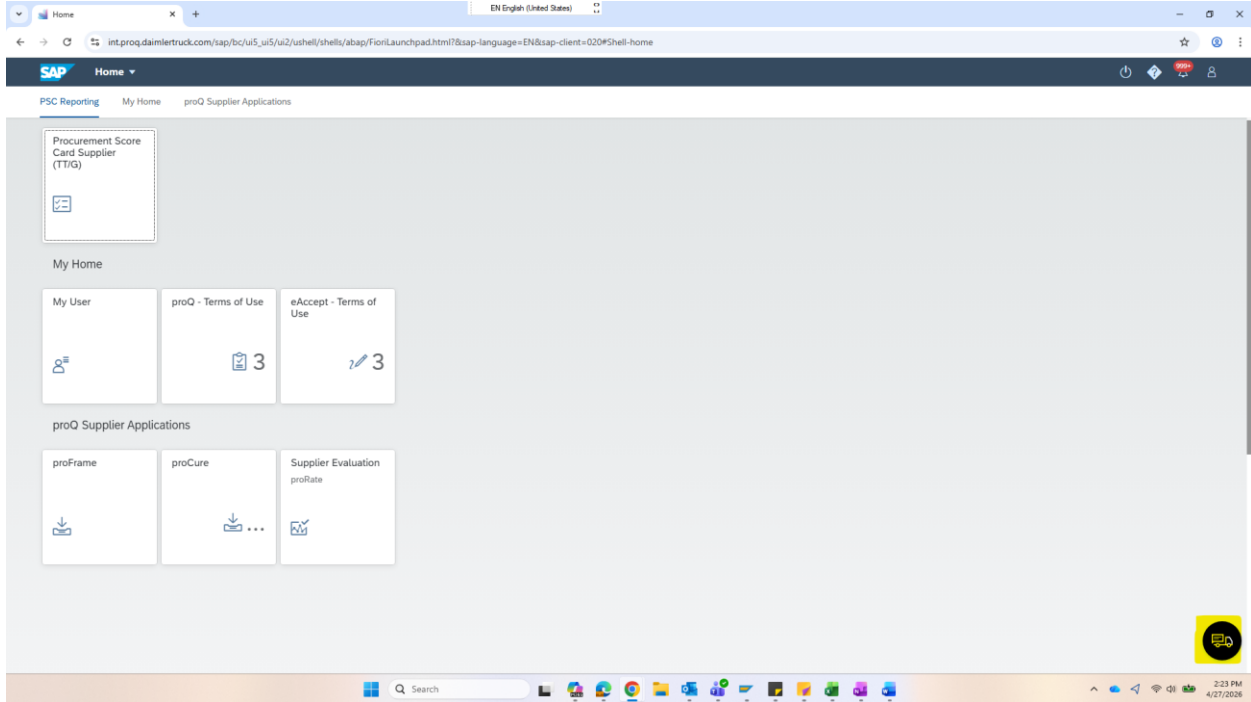 EN English (United States)
Home
int.proq.daimlertruck.com/sap/bc/ui5_ui5/ui2/ushell/shells/abap/FioriLaunchpad.html?&sap-language=EN&sap-client=020#Shell-home
SAP Home
999+
PSC Reporting My Home proQ Supplier Applications
Procurement Score
Card Supplier
(TT/G)
My Home
My User
proQ - Terms of Use
3
eAccept - Terms of
Use
3
proQ Supplier Applications
proFrame
proCure
...
Supplier Evaluation
proRate
Search
2:23 PM
4/27/2026